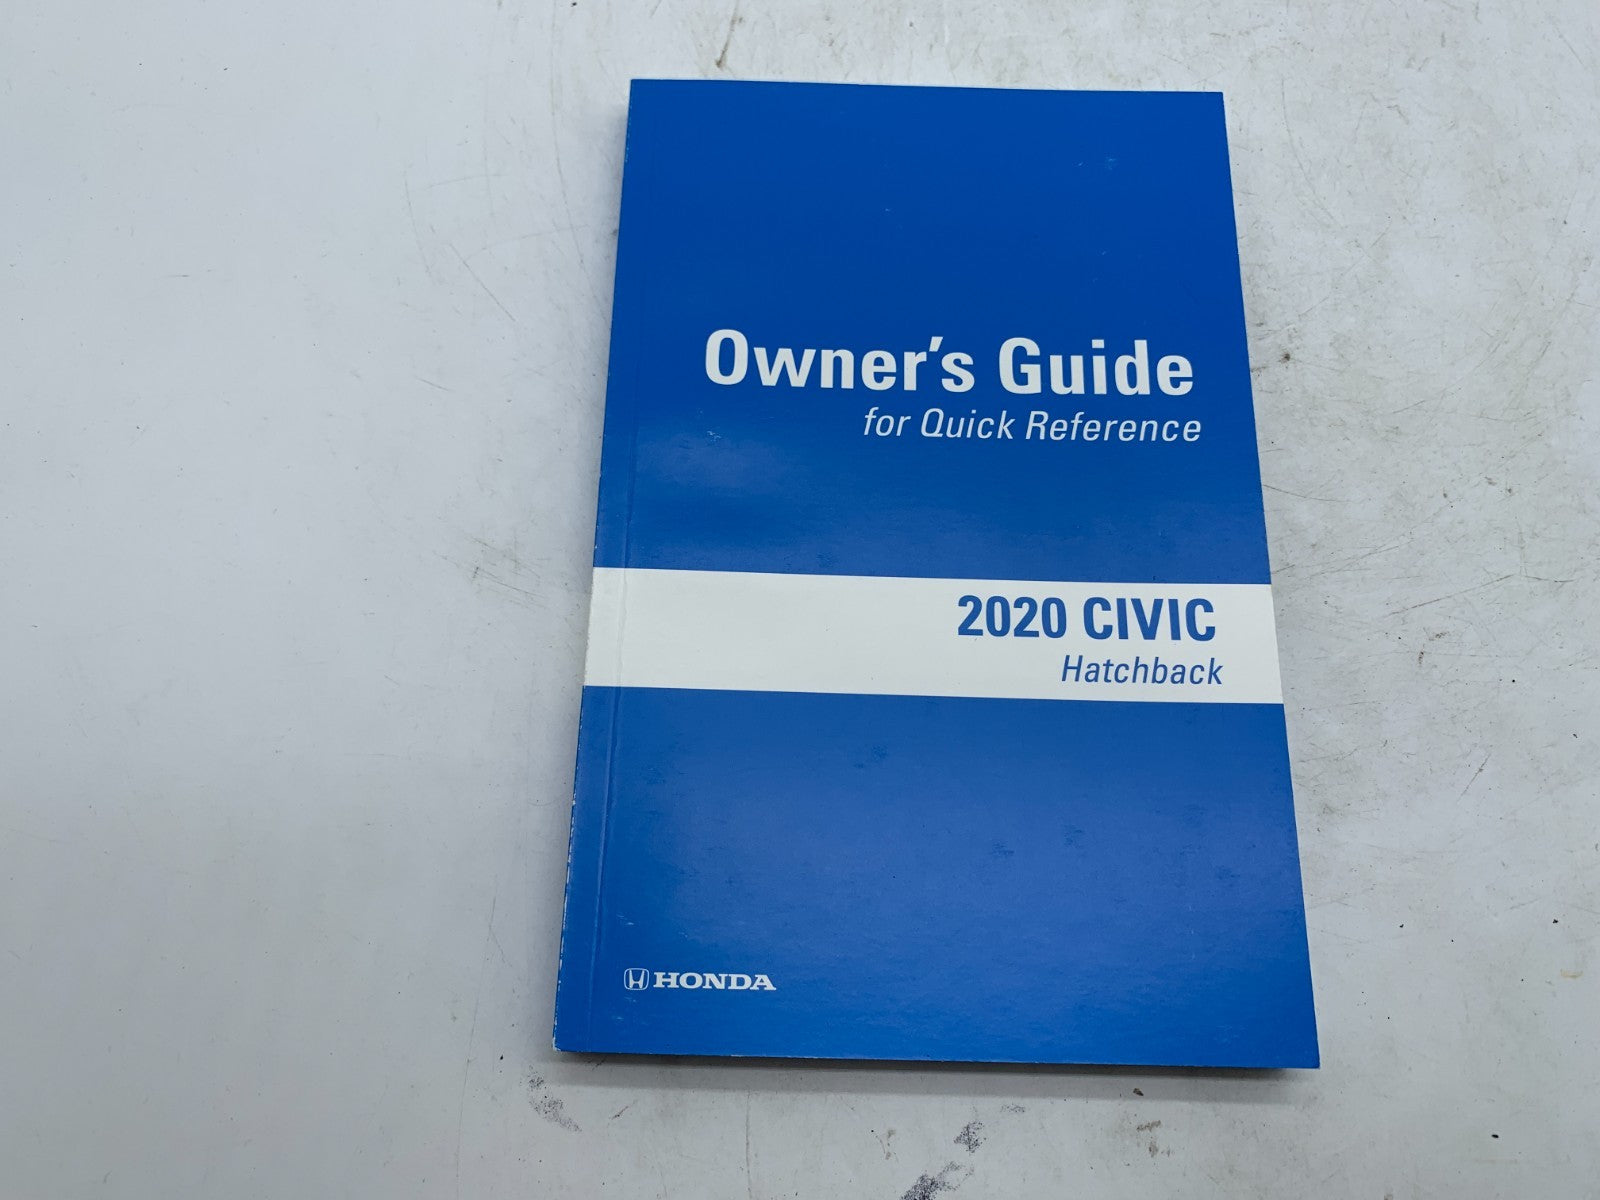 Owner's Guide
for Quick Reference
2020 CIVIC
Hatchback
HONDA